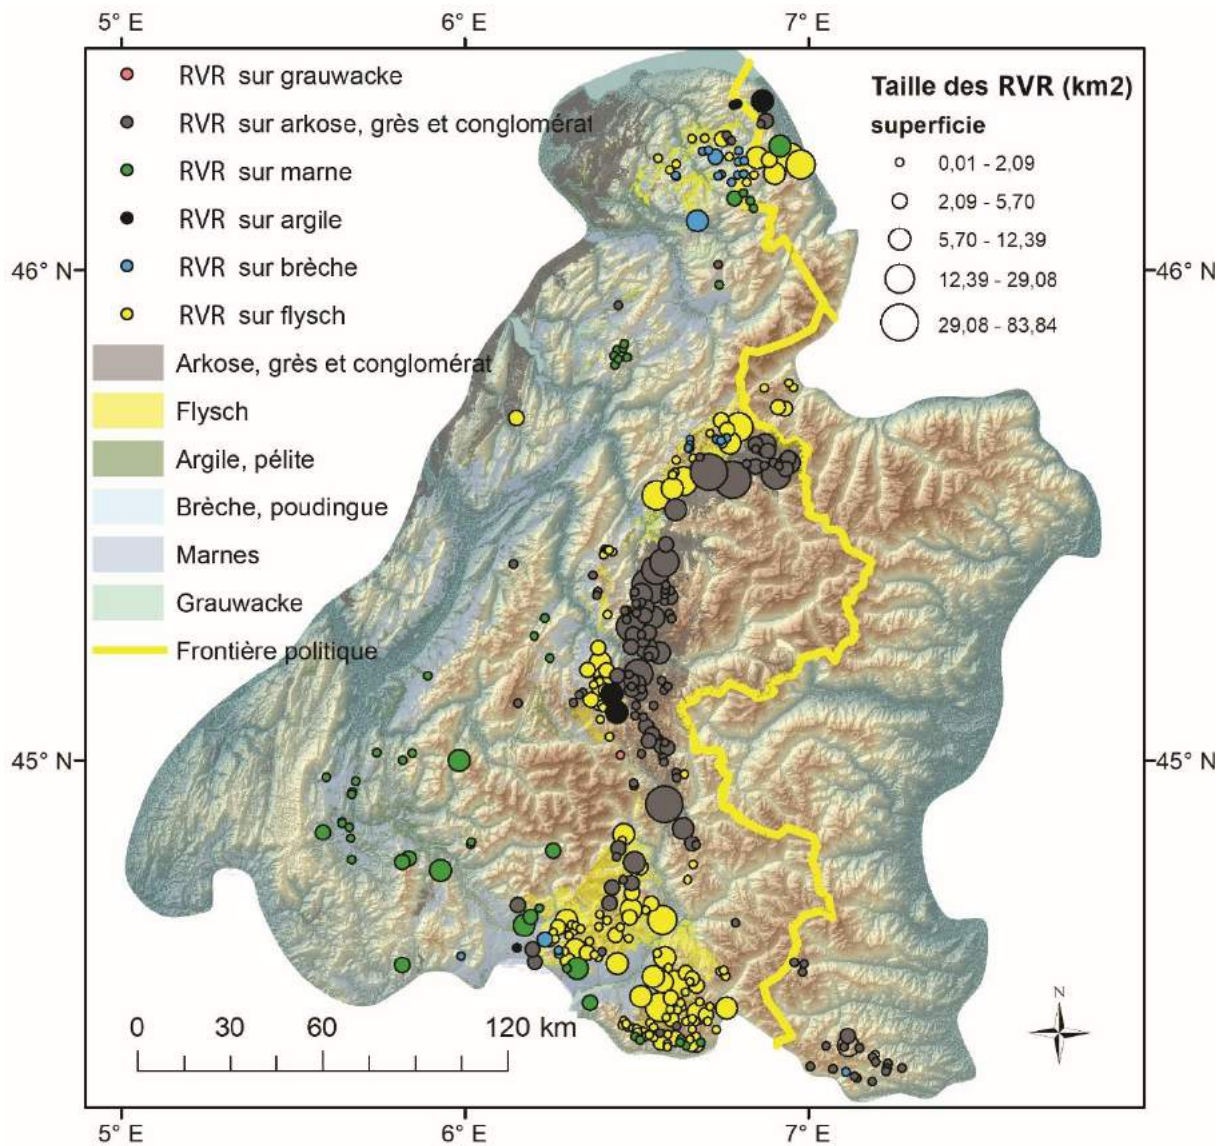 5° E 6° E 7° E
RVR sur grauwacke
RVR sur arkose, grès et conglomérat
RVR sur marne
RVR sur argile
RVR sur brèche
RVR sur flysch
Arkose, grès et conglomérat
Flysch
Argile, pélite
Brèche, poudingue
Marnes
Grauwacke
Frontière politique
Taille des RVR (km2)
superficie
0,01 - 2,09
2,09 - 5,70
5,70 - 12,39
12,39 - 29,08
29,08 - 83,84
46° N 46° N
45° N 45° N
0 30 60 120 km
N
5° E 6° E 7° E